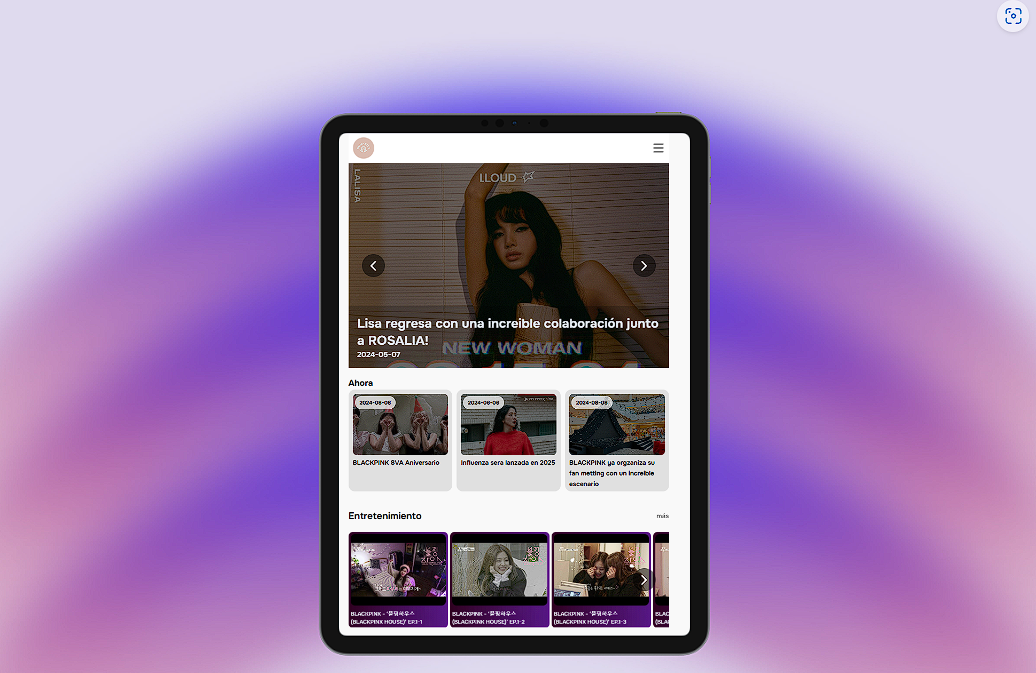 LALISA
LLOUD
Lisa regresa con una increible colaboración junto
a ROSALIA!
NEW WOMAN
2024-05-07
Ahora
2024-08-08
2024-08-08
2024-08-08
BLACKPINK 8VA Aniversario
Influenza sera lanzada en 2025
BLACKPINK ya orgzaniza su
fan metting con un increible
escenario
Entretenimiento
más
BLACKPINK - '블핑하우스
(BLACKPINK HOUSE)' EP.1-1
BLACKPINK - '블핑하우스
(BLACKPINK HOUSE)' EP.1-2
BLACKPINK - '블핑하우스
(BLACKPINK HOUSE)' EP.1-3